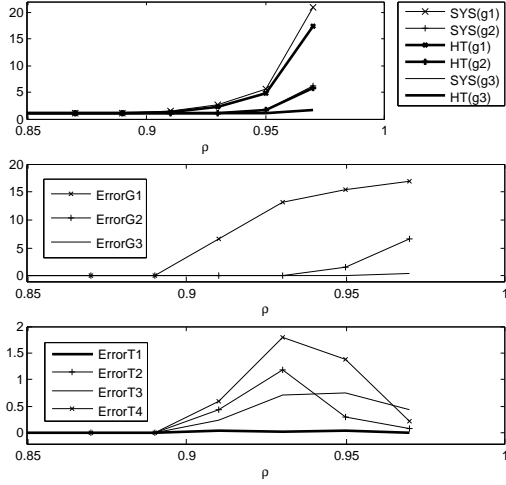 20
15
10
5
0
0.85
0.9
0.95
1
ρ
SYS(g1)
SYS(g2)
HT(g1)
HT(g2)
SYS(g3)
HT(g3)
20
15
10
5
0
ErrorG1
ErrorG2
ErrorG3
0.85
0.9
0.95
1
ρ
2
1.5
1
0.5
0
ErrorT1
ErrorT2
ErrorT3
ErrorT4
0.85
0.9
0.95
1
ρ